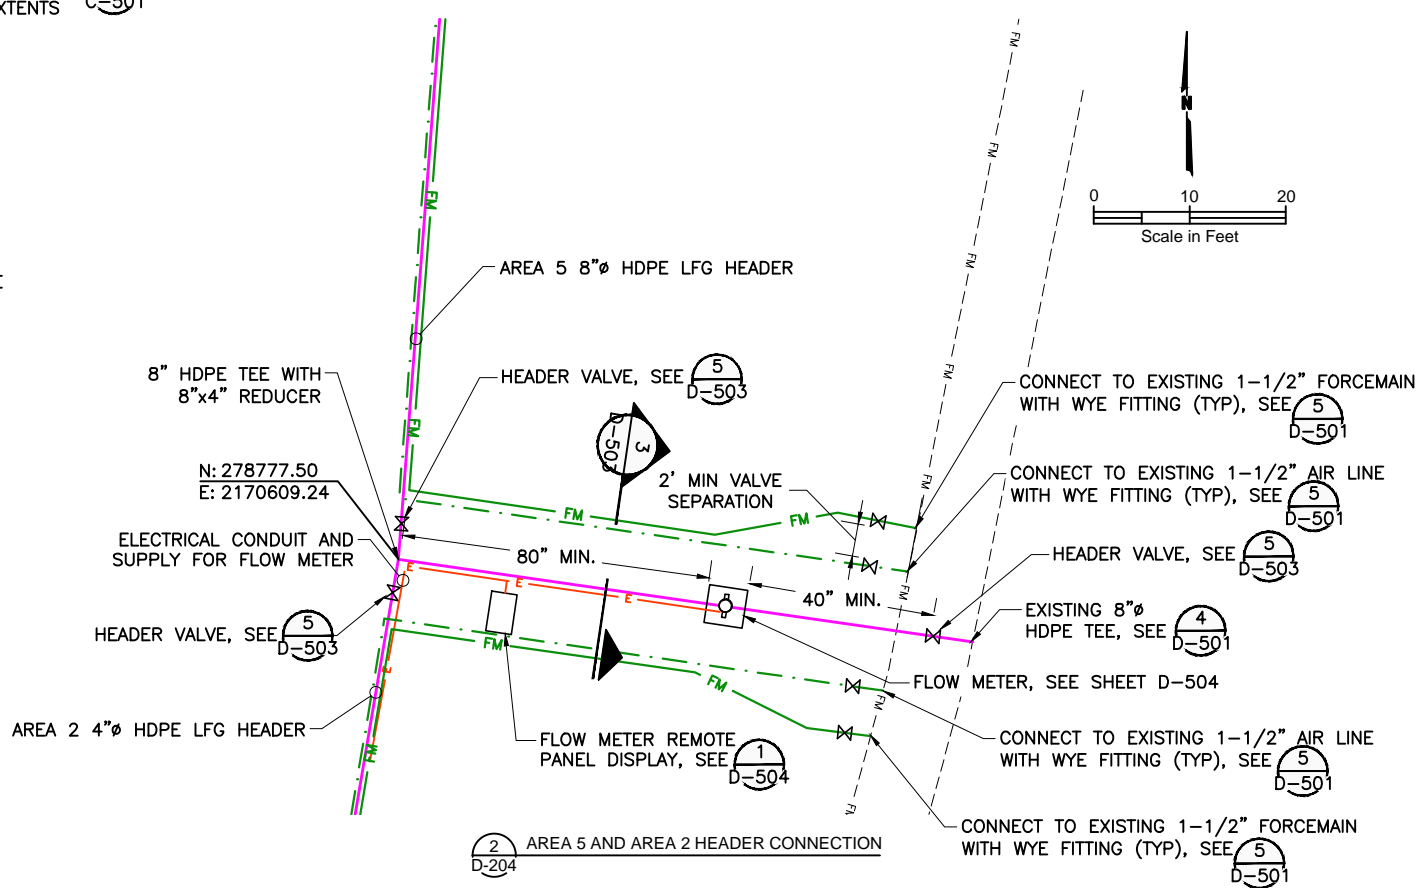 XTENTS C-501
FM
FM
N
0 10 20
Scale in Feet
FM
FM
AREA 5 8"ø HDPE LFG HEADER
FM
8" HDPE TEE WITH
8"x4" REDUCER
HEADER VALVE, SEE 5
D-503
FM
CONNECT TO EXISTING 1-1/2" FORCEMAIN
WITH WYE FITTING (TYP), SEE 5
D-501
FM
3
D-503
N: 278777.50
E: 2170609.24
2' MIN VALVE
SEPARATION
FM
CONNECT TO EXISTING 1-1/2" AIR LINE
WITH WYE FITTING (TYP), SEE 5
D-501
FM
FM
ELECTRICAL CONDUIT AND
SUPPLY FOR FLOW METER
80" MIN.
HEADER VALVE, SEE 5
D-503
E
E
E
40" MIN.
FM
EXISTING 8"ø
HDPE TEE, SEE 4
D-501
HEADER VALVE, SEE 5
D-503
FM
E
FM
FLOW METER, SEE SHEET D-504
FM
AREA 2 4"ø HDPE LFG HEADER
FM
FLOW METER REMOTE
PANEL DISPLAY, SEE 1
D-504
CONNECT TO EXISTING 1-1/2" AIR LINE
WITH WYE FITTING (TYP), SEE 5
D-501
CONNECT TO EXISTING 1-1/2" FORCEMAIN
WITH WYE FITTING (TYP), SEE 5
D-501
2 AREA 5 AND AREA 2 HEADER CONNECTION
D-204